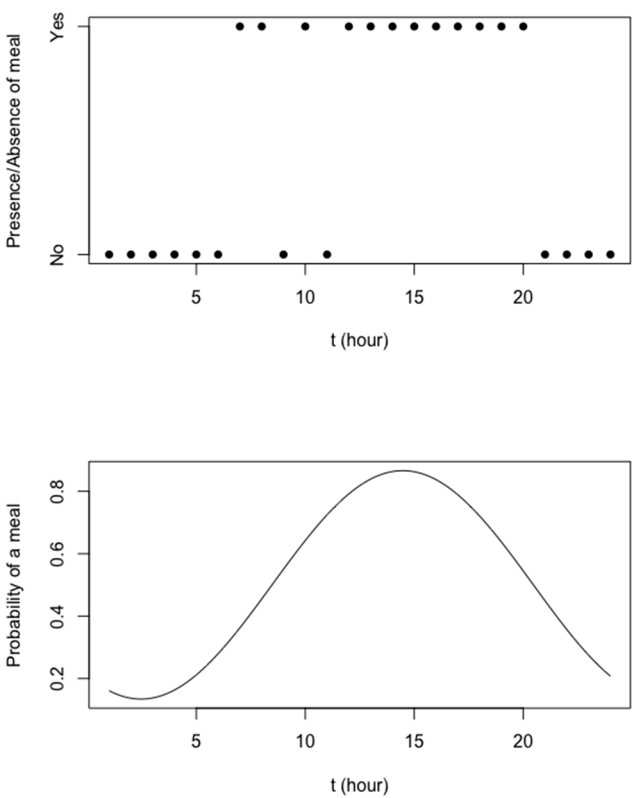 Presence/Absence of meal
Yes
No
5 10 15 20
t (hour)
Probability of a meal
0.8
0.6
0.4
0.2
5 10 15 20
t (hour)